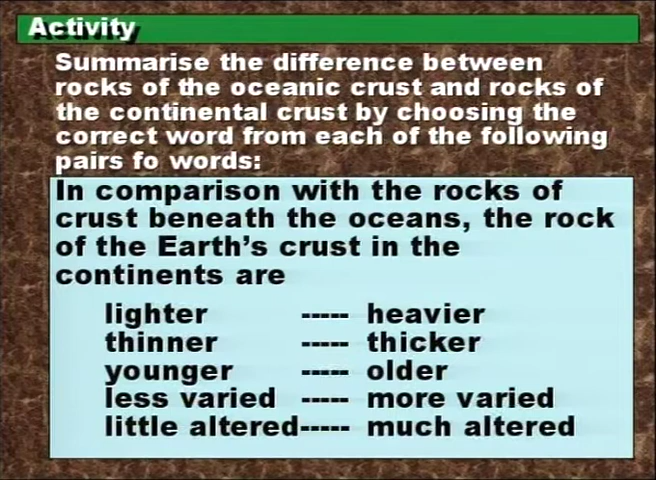 Activity
Summarise the difference between
rocks of the oceanic crust and rocks of
the continental crust by choosing the
correct word from each of the following
pairs fo words:
In comparison with the rocks of
crust beneath the oceans, the rock
of the Earth's crust in the
continents are
lighter ----- heavier
thinner ----- thicker
younger ----- older
less varied ----- more varied
little altered----- much altered